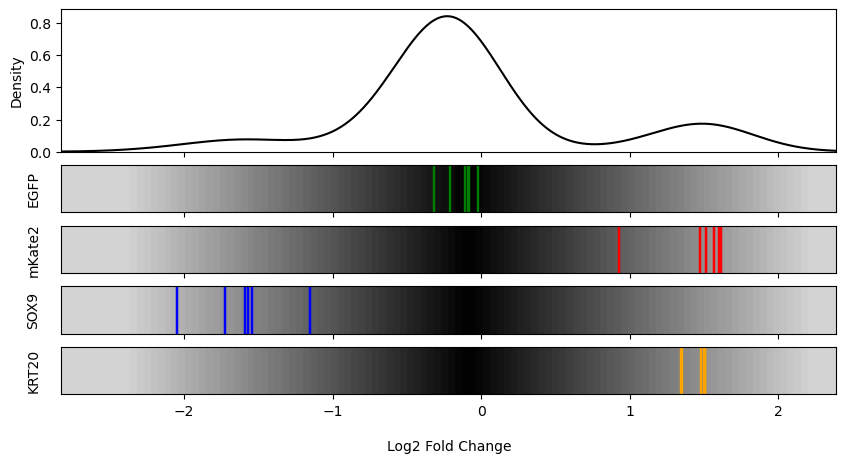 0.8
0.6
0.4
0.2
0.0
Density
EGFP
mKate2
SOX9
KRT20
−2 −1 0 1 2
Log2 Fold Change